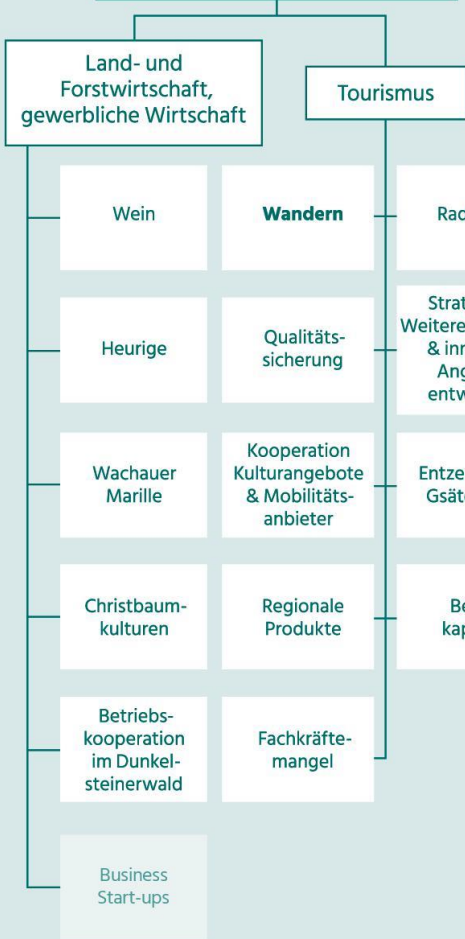 Land- und
Forstwirtschaft,
gewerbliche Wirtschaft
Tourismus
Wein
Heurige
Wachauer
Marille
Christbaum-
kulturen
Betriebs-
kooperation
im Dunkel-
steinerwald
Business
Start-ups
Wandern
Qualitäts-
sicherung
Kooperation
Kulturangebote
& Mobilitäts-
anbieter
Regionale
Produkte
Fachkräfte-
mangel